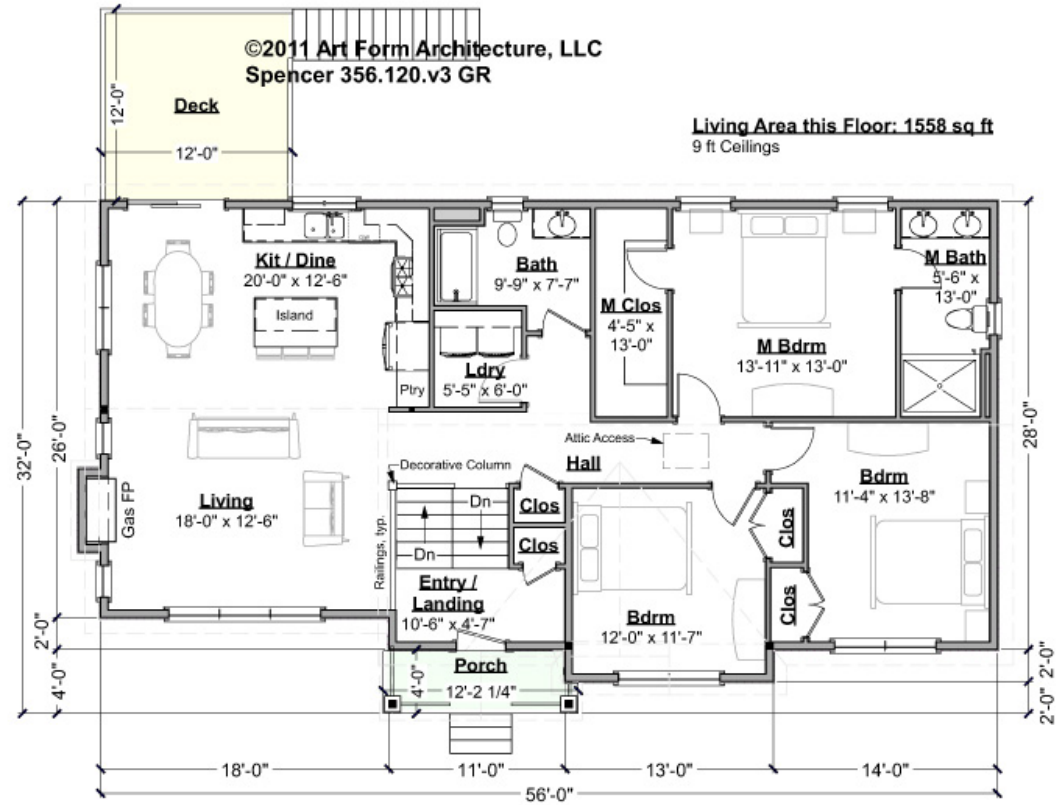 ©2011 Art Form Architecture, LLC
Spencer 356.120.v3 GR
Deck
12'-0"
12'-0"
Living Area this Floor: 1558 sq ft
9 ft Ceilings
Kit / Dine
20'-0" x 12'-6"
Island
Ptry
Bath
9'-9" x 7'-7"
Ldry
5'-5" x 6'-0"
M Clos
4'-5" x
13'-0"
M Bdrm
13'-11" x 13'-0"
M Bath
5'-6" x
13'-0"
32'-0"
26'-0"
28'-0"
Attic Access
Hall
Decorative Column
Living
18'-0" x 12'-6"
Gas FP
Railings, typ.
Dn
Dn
Clos
Clos
Entry /
Landing
10'-6" x 4'-7"
Bdrm
12'-0" x 11'-7"
Clos
Clos
Bdrm
11'-4" x 13'-8"
Porch
12'-2 1/4"
4'-0"
2'-0"
4'-0"
2'-0"
2'-0"
18'-0"
11'-0"
13'-0"
14'-0"
56'-0"